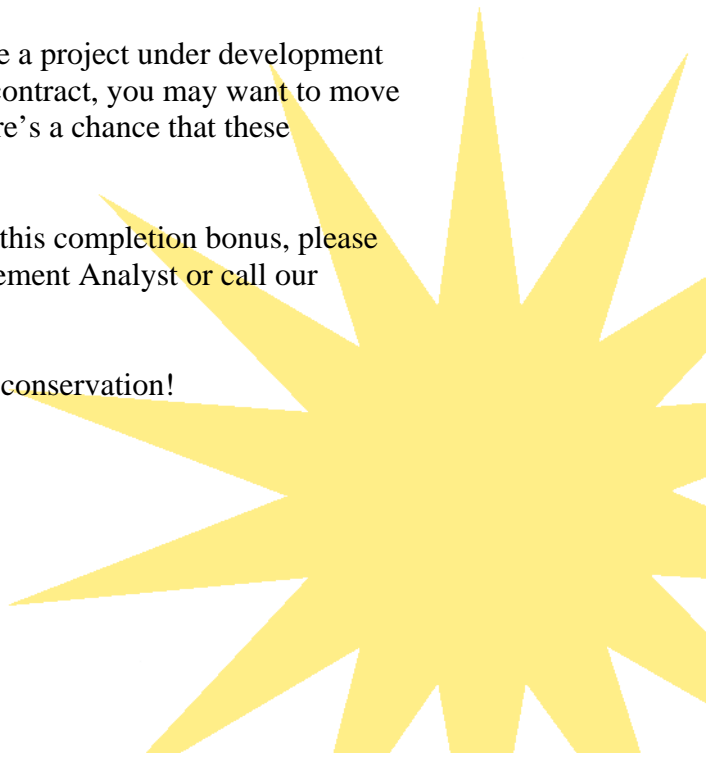 e a project under development
contract, you may want to move
re’s a chance that these
this completion bonus, please
ement Analyst or call our
conservation!